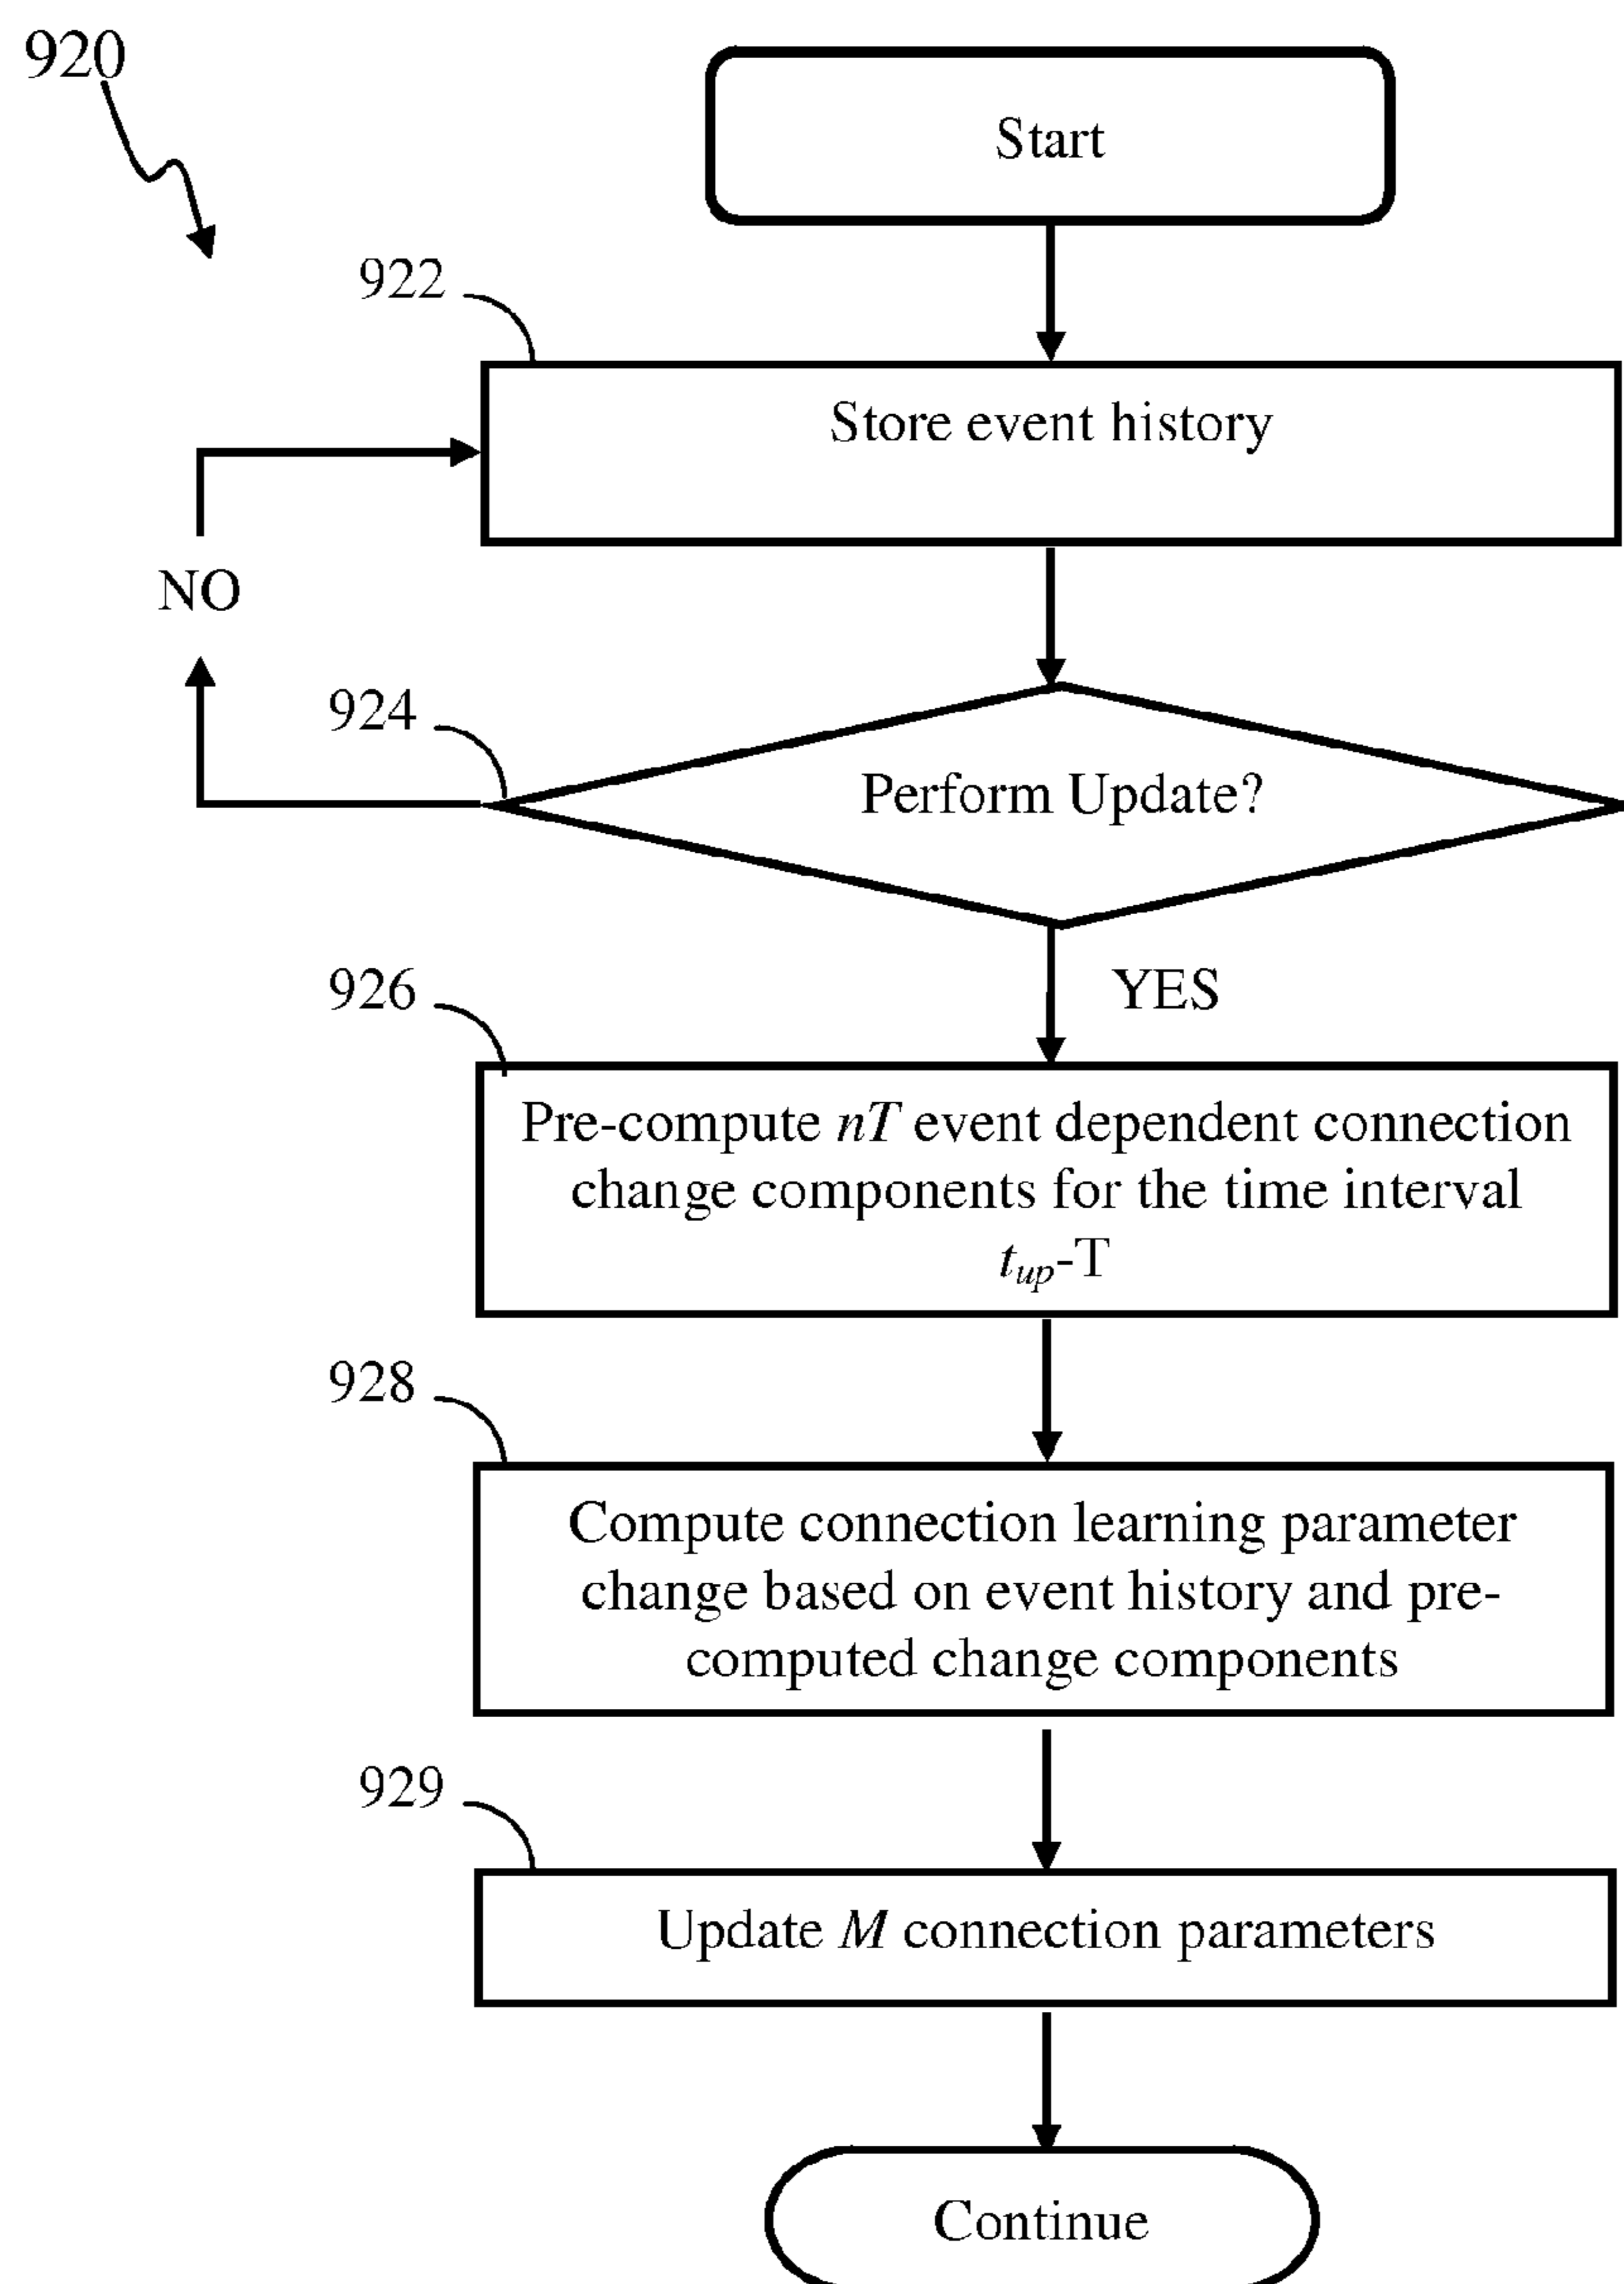 920
Start
922
Store event history
NO
924
Perform Update?
926
YES
Pre-compute nT event dependent connection
change components for the time interval
t_up-T
928
Compute connection learning parameter
change based on event history and pre-
computed change components
929
Update M connection parameters
Continue